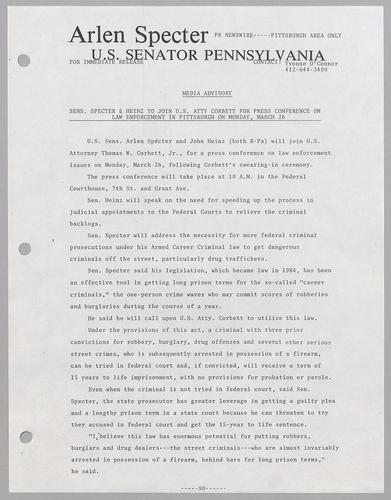 Arlen Specter PR NEWSWIRE-----PITTSBURGH AREA ONLY
U.S. SENATOR PENNSYLVANIA
FOR IMMEDIATE RELEASE CONTACT: Yvonne O'Connor
412-644-3400
MEDIA ADVISORY
SENS. SPECTER & HEINZ TO JOIN U.S. ATTY CORBETT FOR PRESS CONFERENCE ON
LAW ENFORCEMENT IN PITTSBURGH ON MONDAY, MARCH 26
U.S. Sens. Arlen Specter and John Heinz (both R-Pa) will join U.S.
Attorney Thomas W. Corbett, Jr., for a press conference on law enforcement
issues on Monday, March 26, following Corbett's swearing-in ceremony.
The press conference will take place at 10 A.M. in the Federal
Courthouse, 7th St. and Grant Ave.
Sen. Heinz will speak on the need for speeding up the process in
judicial appointments to the Federal Courts to relieve the criminal
backlogs.
Sen. Specter will address the necessity for more federal criminal
prosecutions under his Armed Career Criminal law to get dangerous
criminals off the street, particularly drug traffickers.
Sen. Specter said his legislation, which became law in 1984, has been
an effective tool in getting long prison terms for the so-called "career
criminals," the one-person crime waves who may commit scores of robberies
and burglaries during the course of a year.
He said he will call upon U.S. Atty. Corbett to utilize this law.
Under the provisions of this act, a criminal with three prior
convictions for robbery, burglary, drug offenses and several other serious
street crimes, who is subsequently arrested in possession of a firearm,
can be tried in federal court and, if convicted, will receive a term of
15 years to life imprisonment, with no provisions for probation or parole.
Even when the criminal is not tried in federal court, said Sen.
Specter, the state prosecutor has greater leverage in getting a guilty plea
and a lengthy prison term in a state court because he can threaten to try
they accused in federal court and get the 15-year to life sentence.
"I believe this law has enormous potential for putting robbers,
burglars and drug dealers---the street criminals---who are almost invariably
arrested in possession of a firearm, behind bars for long prison terms,"
he said.
-----90-----